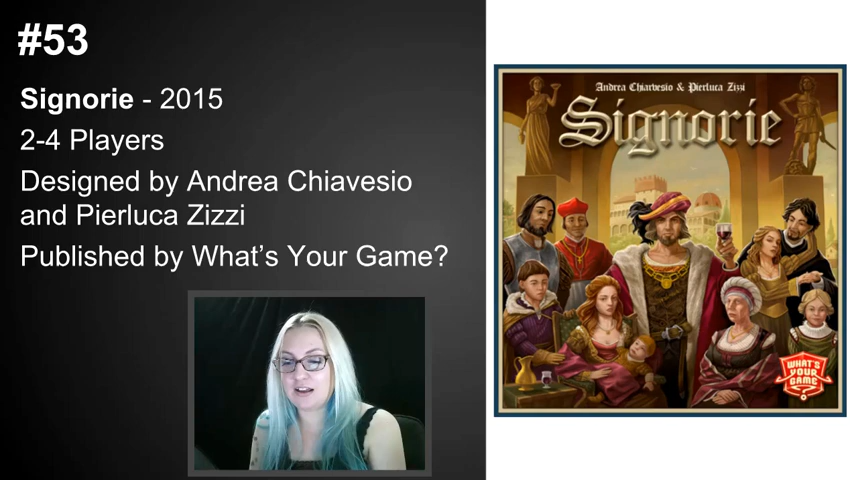 #53
Signorie - 2015
2-4 Players
Designed by Andrea Chiavesio
and Pierluca Zizzi
Published by What's Your Game?
Andrea Chiarvesio & Pierluca Zizzi
Signorie
WHAT'S
YOUR
GAME
?